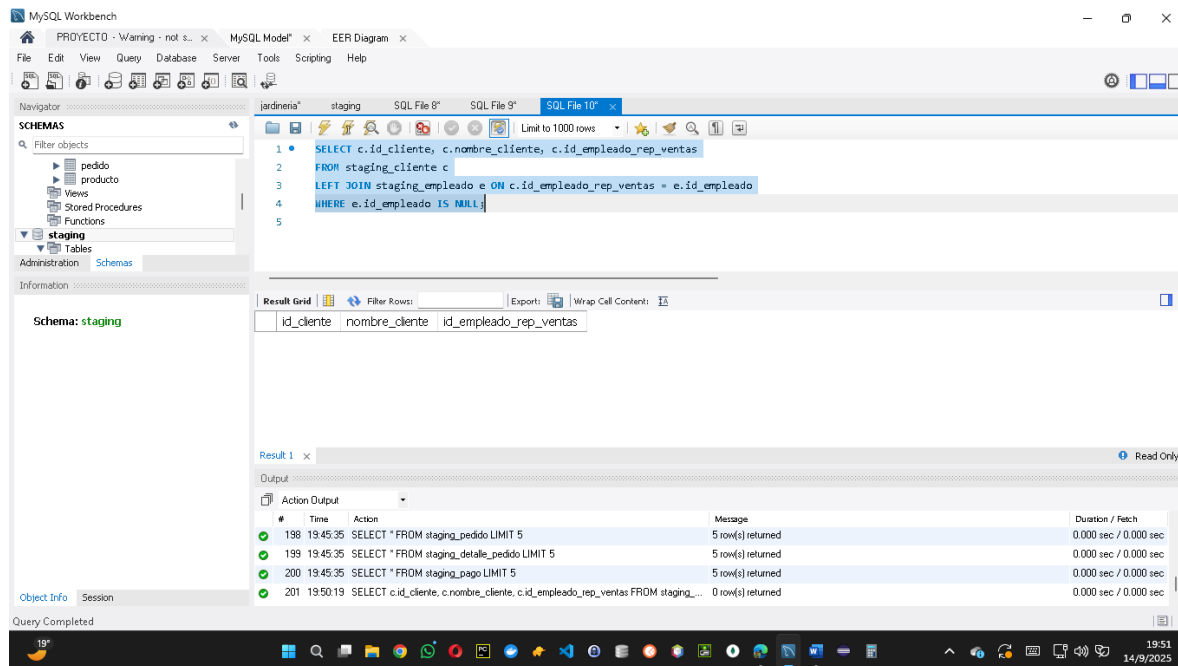 MySQL Workbench
PROYECTO - Warning - not s... × MySQL Model* × EER Diagram ×
File Edit View Query Database Server Tools Scripting Help
Navigator
jardineria* staging SQL File 8* SQL File 9* SQL File 10* ×
SCHEMAS
Limit to 1000 rows
Filter objects
pedido
producto
Views
Stored Procedures
Functions
staging
Tables
Administration Schemas
1 SELECT c.id_cliente, c.nombre_cliente, c.id_empleado_rep_ventas
2 FROM staging_cliente c
3 LEFT JOIN staging_empleado e ON c.id_empleado_rep_ventas = e.id_empleado
4 WHERE e.id_empleado IS NULL;
5
Information
Schema: staging
Result Grid Filter Rows: Export: Wrap Cell Content:
id_cliente nombre_cliente id_empleado_rep_ventas
Result 1 × Read Only
Output
Action Output
# Time Action Message Duration / Fetch
198 19:45:35 SELECT * FROM staging_pedido LIMIT 5 5 row(s) returned 0.000 sec / 0.000 sec
199 19:45:35 SELECT * FROM staging_detalle_pedido LIMIT 5 5 row(s) returned 0.000 sec / 0.000 sec
200 19:45:35 SELECT * FROM staging_pago LIMIT 5 5 row(s) returned 0.000 sec / 0.000 sec
201 19:50:19 SELECT c.id_cliente, c.nombre_cliente, c.id_empleado_rep_ventas FROM staging_... 0 row(s) returned 0.000 sec / 0.000 sec
Object Info Session
Query Completed
19°
19:51
14/9/2025